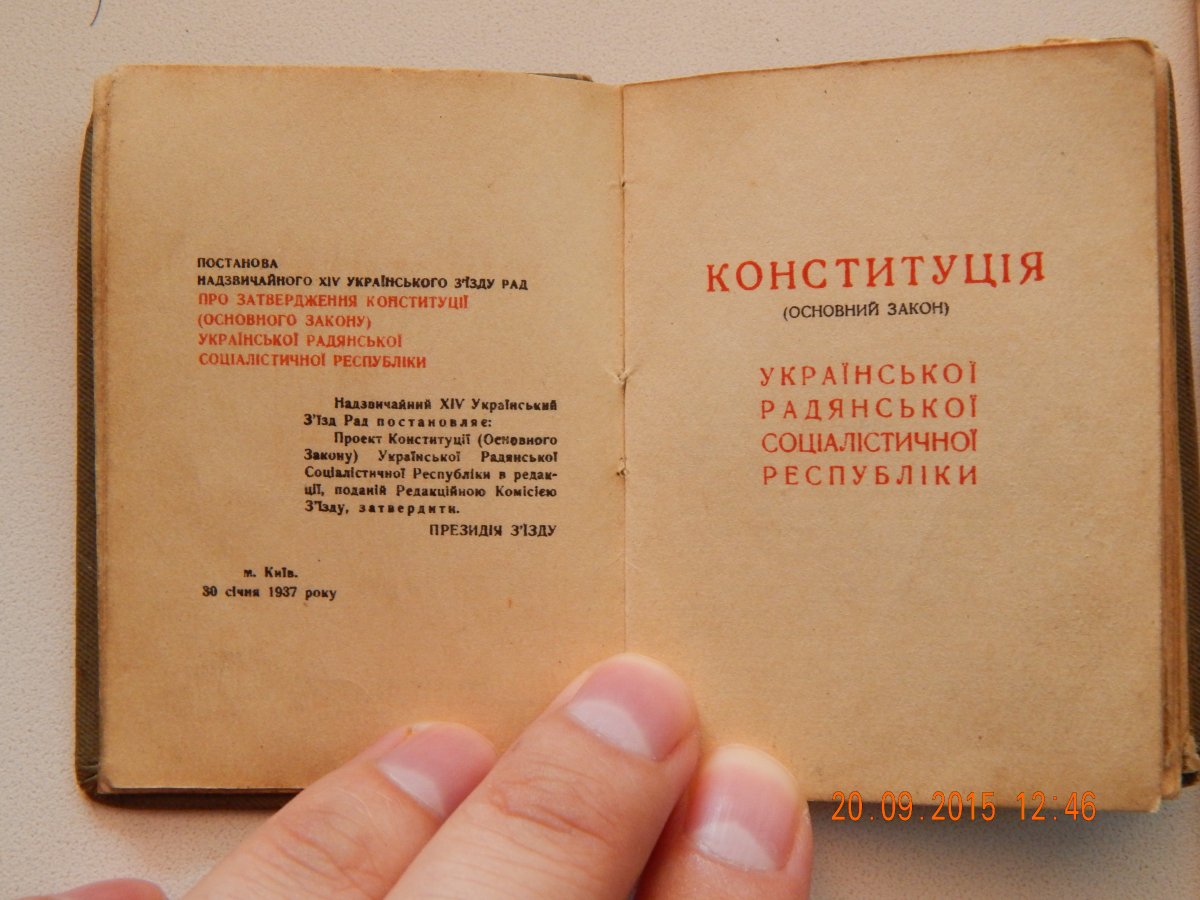 ПОСТАНОВА
НАДЗВИЧАЙНОГО XIV УКРАЇНСЬКОГО З'ЇЗДУ РАД
ПРО ЗАТВЕРДЖЕННЯ КОНСТИТУЦІЇ
(ОСНОВНОГО ЗАКОНУ)
УКРАЇНСЬКОЇ РАДЯНСЬКОЇ
СОЦІАЛІСТИЧНОЇ РЕСПУБЛІКИ
Надзвичайний XIV Український
З'їзд Рад постановляє:
Проект Конституції (Основного
Закону) Української Радянської
Соціалістичної Республіки в редак-
ції, поданій Редакційною Комісією
З'їзду, затвердити.
ПРЕЗИДІЯ З'ЇЗДУ
м. Київ.
30 січня 1937 року
КОНСТИТУЦІЯ
(ОСНОВНИЙ ЗАКОН)
УКРАЇНСЬКОЇ
РАДЯНСЬКОЇ
СОЦІАЛІСТИЧНОЇ
РЕСПУБЛІКИ
20.09.2015 12:46